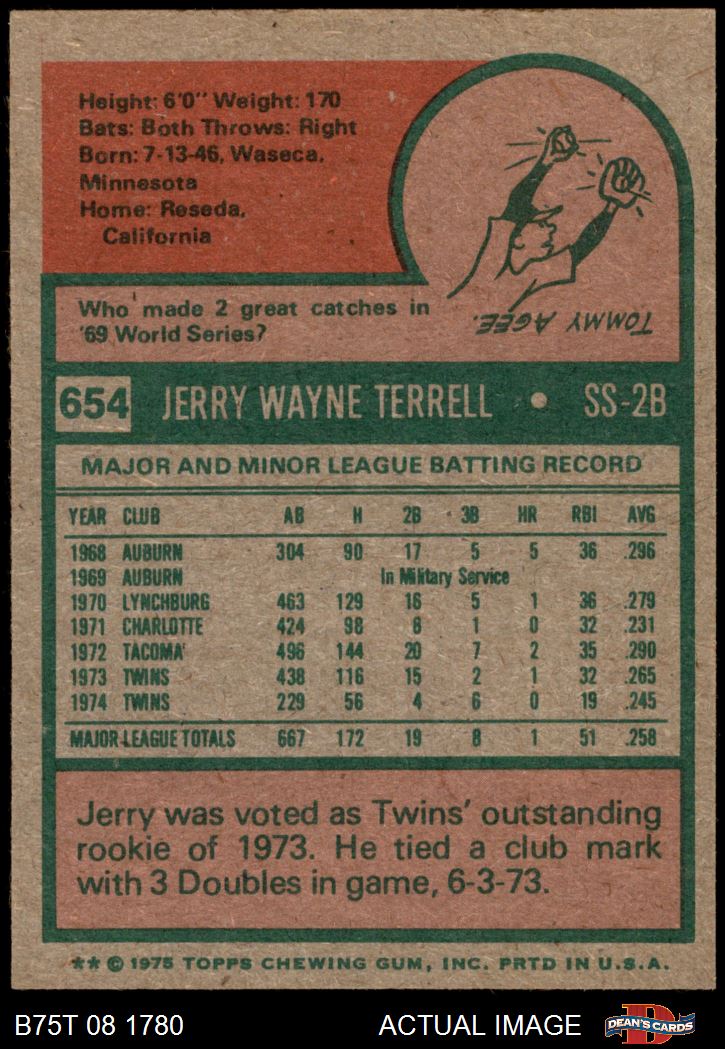 Height: 6'0" Weight: 170
Bats: Both Throws: Right
Born: 7-13-46, Waseca,
Minnesota
Home: Reseda,
California
Who made 2 great catches in
'69 World Series?
TOMMY AGEE.
654 JERRY WAYNE TERRELL • SS-2B
MAJOR AND MINOR LEAGUE BATTING RECORD
YEAR CLUB AB H 2B 3B HR RBI AVG
1968 AUBURN 304 90 17 5 5 36 .296
1969 AUBURN In Military Service
1970 LYNCHBURG 463 129 16 5 1 36 .279
1971 CHARLOTTE 424 98 8 1 0 32 .231
1972 TACOMA 496 144 20 7 2 35 .290
1973 TWINS 438 116 15 2 1 32 .265
1974 TWINS 229 56 4 6 0 19 .245
MAJOR LEAGUE TOTALS 667 172 19 8 1 51 .258
Jerry was voted as Twins' outstanding
rookie of 1973. He tied a club mark
with 3 Doubles in game, 6-3-73.
** © 1975 TOPPS CHEWING GUM, INC. PRTD IN U.S.A.
B75T 08 1780 ACTUAL IMAGE DEAN'S CARDS